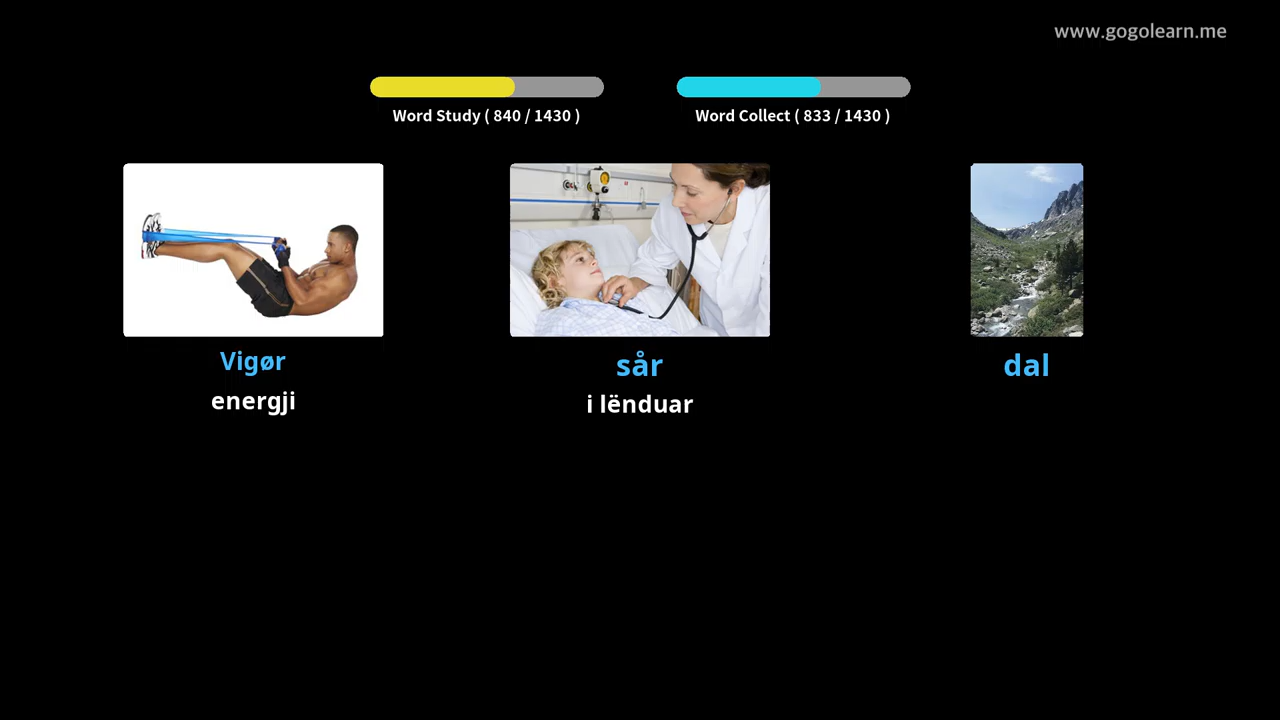 www.gogolearn.me
Word Study ( 840 / 1430 )
Word Collect ( 833 / 1430 )
Vigør
energji
sår
i lënduar
dal